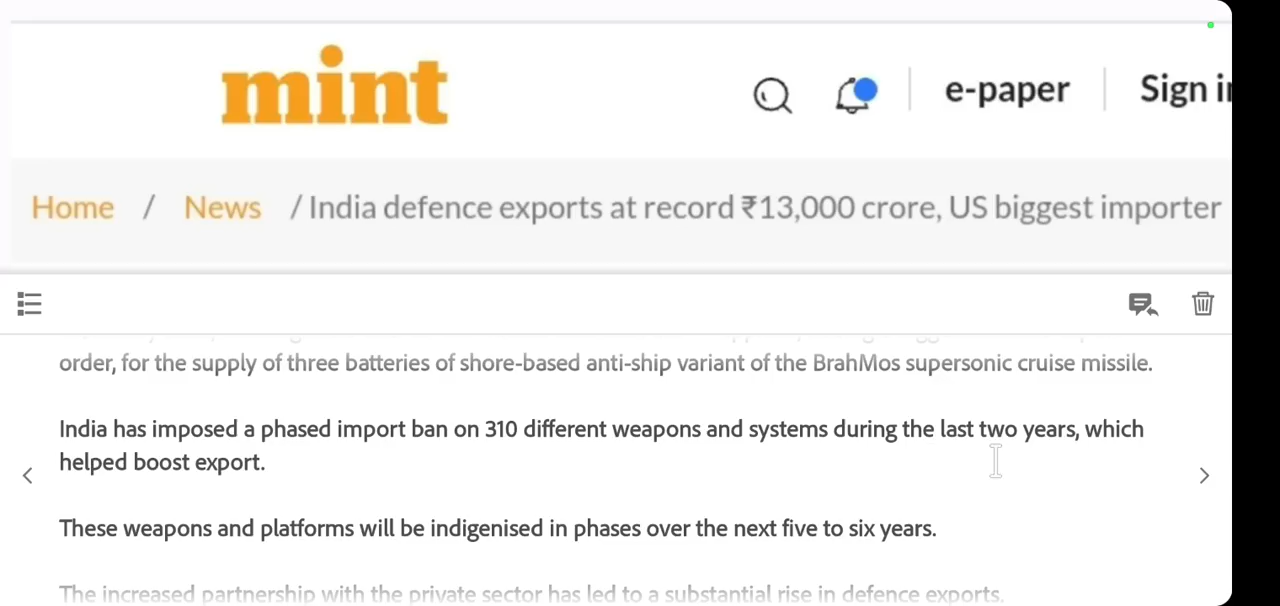 mint
e-paper
Sign in
Home / News / India defence exports at record ₹13,000 crore, US biggest importer
order, for the supply of three batteries of shore-based anti-ship variant of the BrahMos supersonic cruise missile.
India has imposed a phased import ban on 310 different weapons and systems during the last two years, which
helped boost export.
These weapons and platforms will be indigenised in phases over the next five to six years.
The increased partnership with the private sector has led to a substantial rise in defence exports.